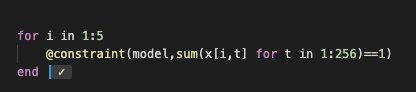 for i in 1:5
    @constraint(model,sum(x[i,t] for t in 1:256)==1)
end ✓